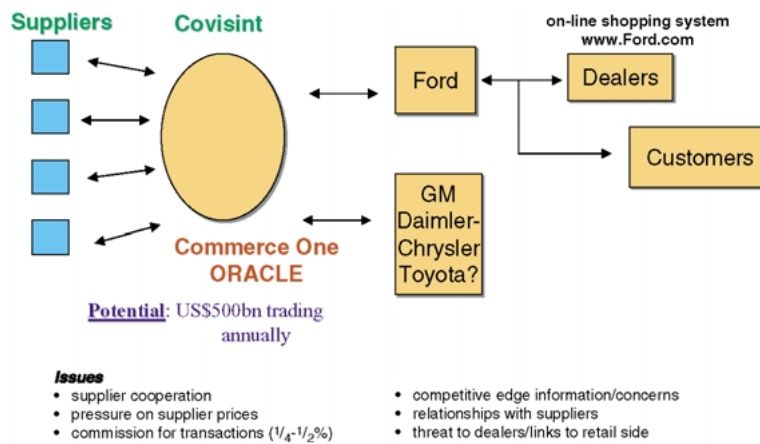 Suppliers
Covisint
on-line shopping system
www.Ford.com
Ford
Dealers
Customers
GM
Daimler-
Chrysler
Toyota?
Commerce One
ORACLE
Potential: US$500bn trading
annually
Issues
• supplier cooperation
• pressure on supplier prices
• commission for transactions (1/4-1/2%)
• competitive edge information/concerns
• relationships with suppliers
• threat to dealers/links to retail side